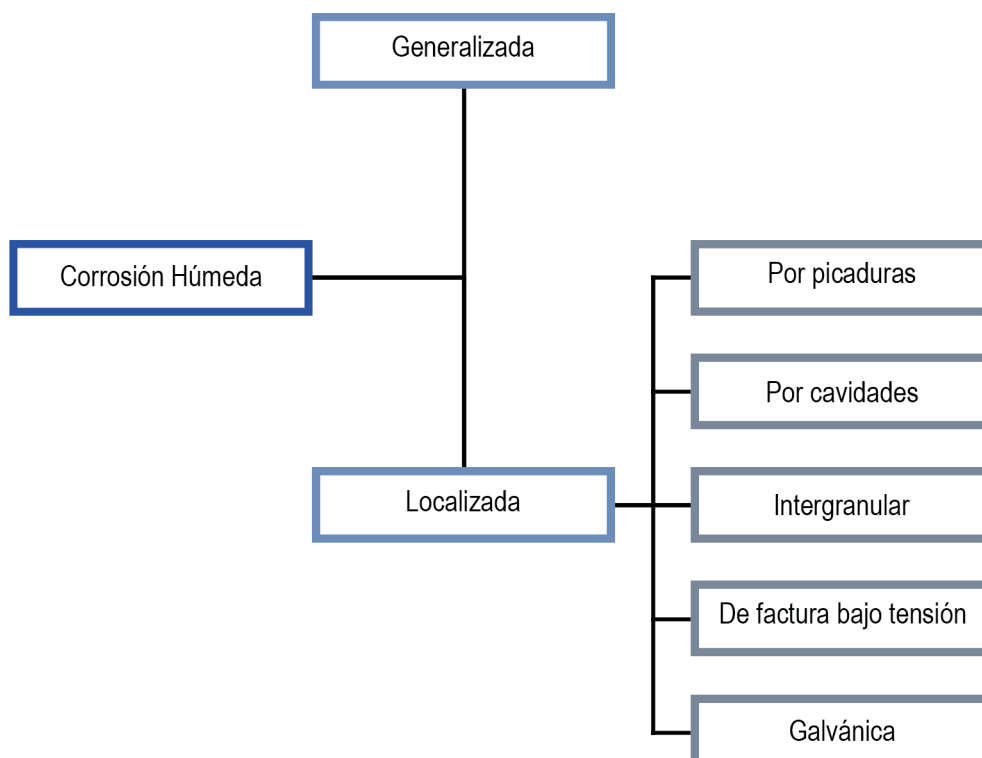 Generalizada
Corrosión Húmeda
Localizada
Por picaduras
Por cavidades
Intergranular
De factura bajo tensión
Galvánica